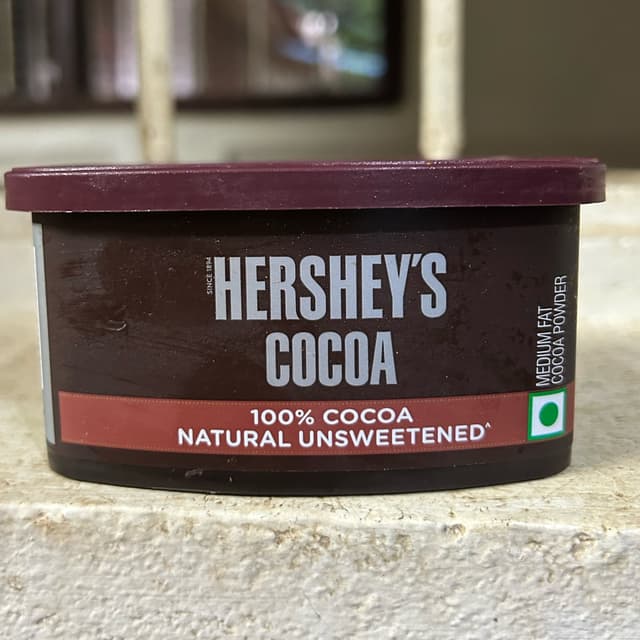 SINCE 1894
HERSHEY'S
COCOA
100% COCOA
NATURAL UNSWEETENED^
MEDIUM FAT
COCOA POWDER